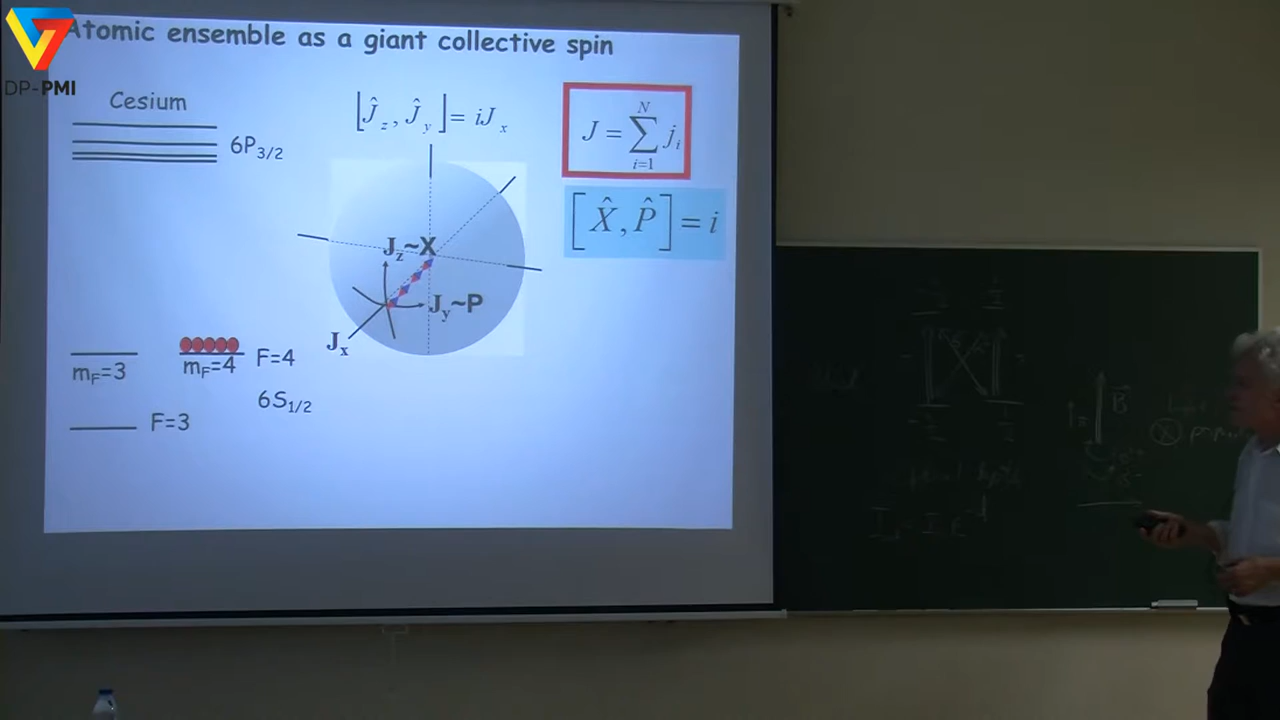 Atomic ensemble as a giant collective spin
DP-PMI
Cesium
6P3/2
[Ĵz, Ĵy] = iJx
J = ∑ i=1 N ji
[X̂, P̂] = i
Jz~X
Jy~P
Jx
mF=3
mF=4
F=4
6S1/2
F=3
B